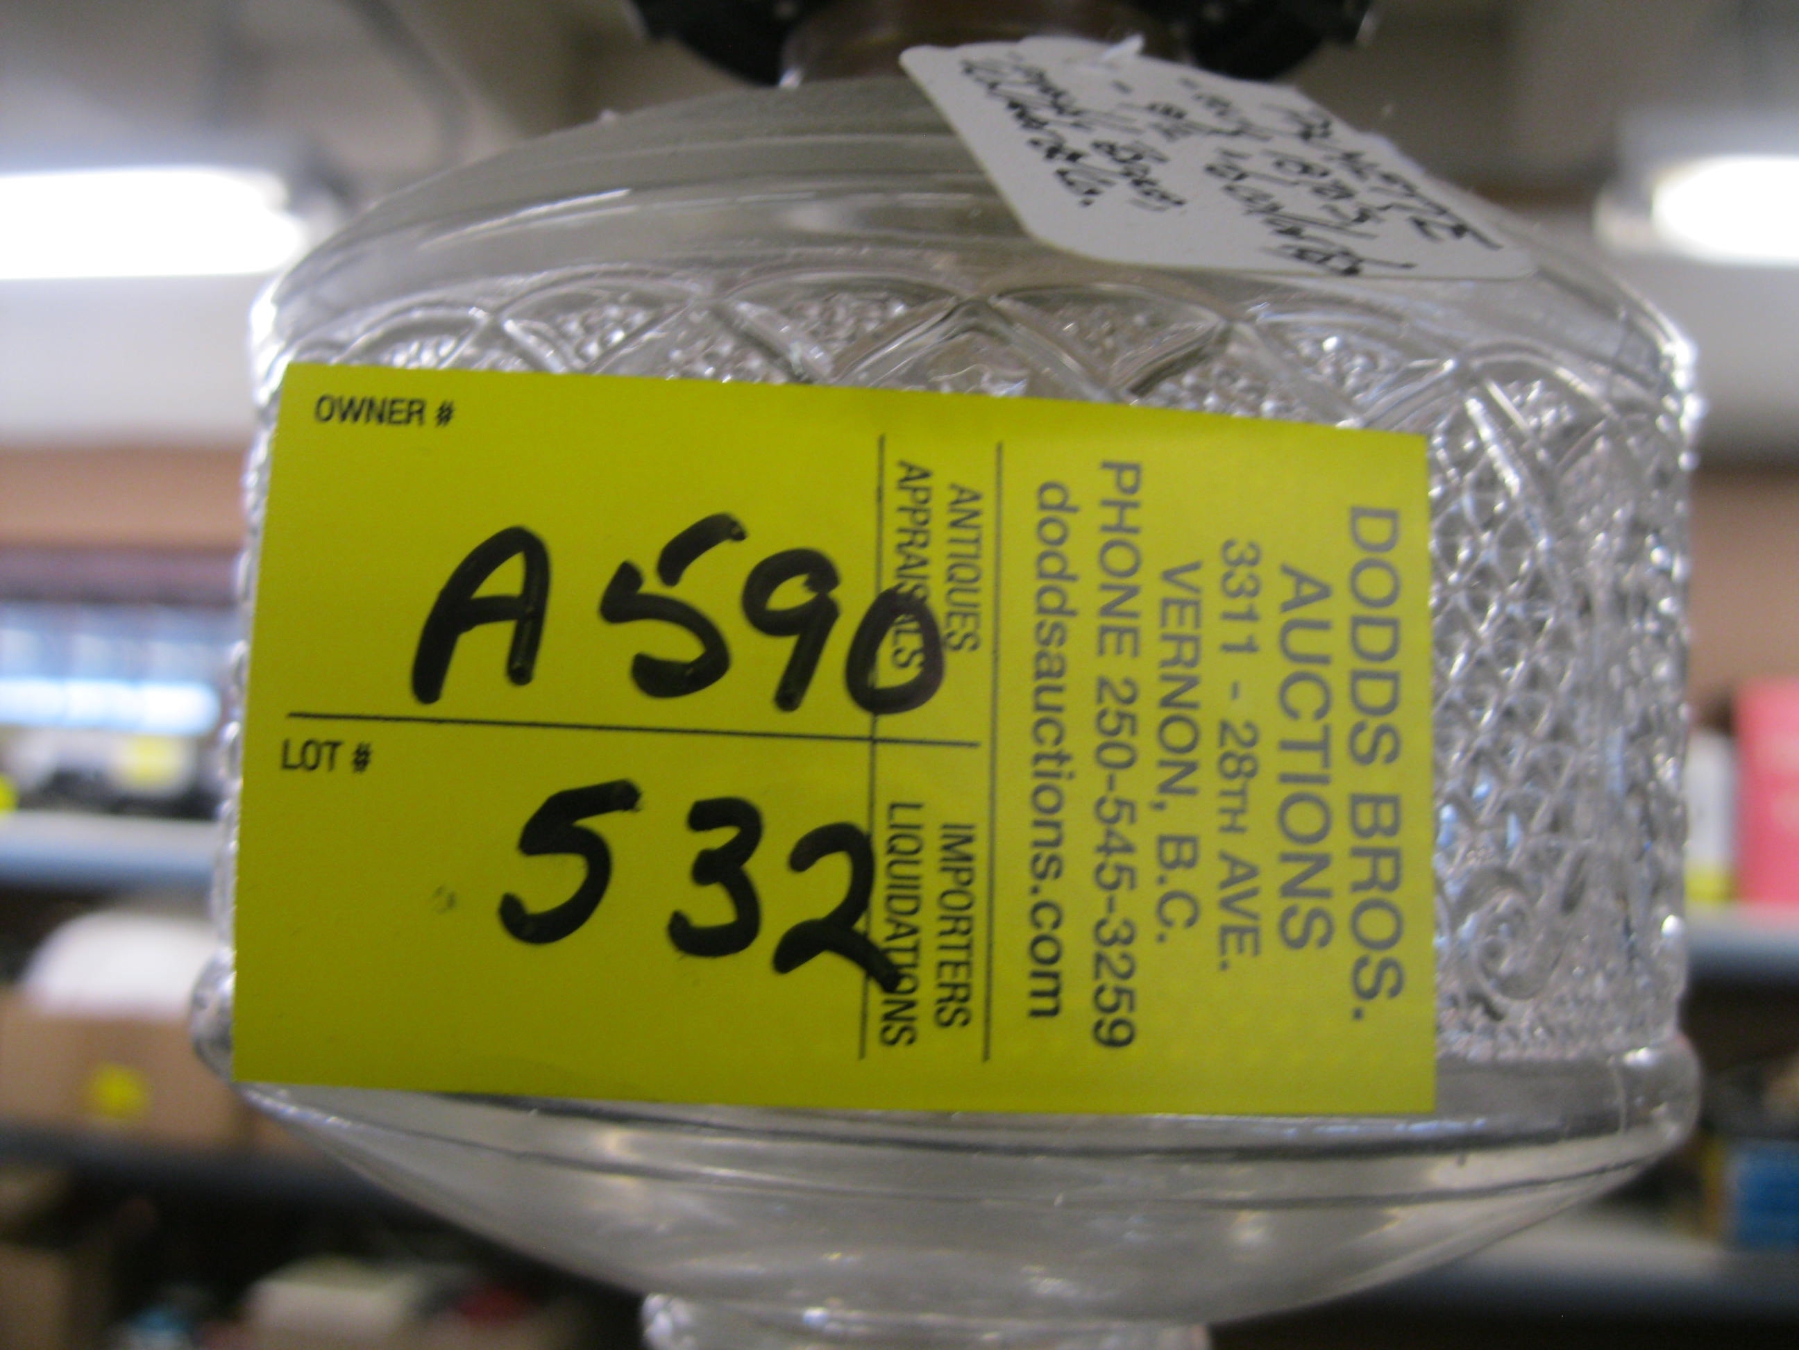 OWNER #
A590
LOT #
532
ANTIQUES
APPRAISALS
IMPORTERS
LIQUIDATIONS
DODDS BROS.
AUCTIONS
3311 - 28TH AVE.
VERNON, B.C.
PHONE 250-545-3259
doddsauctions.com